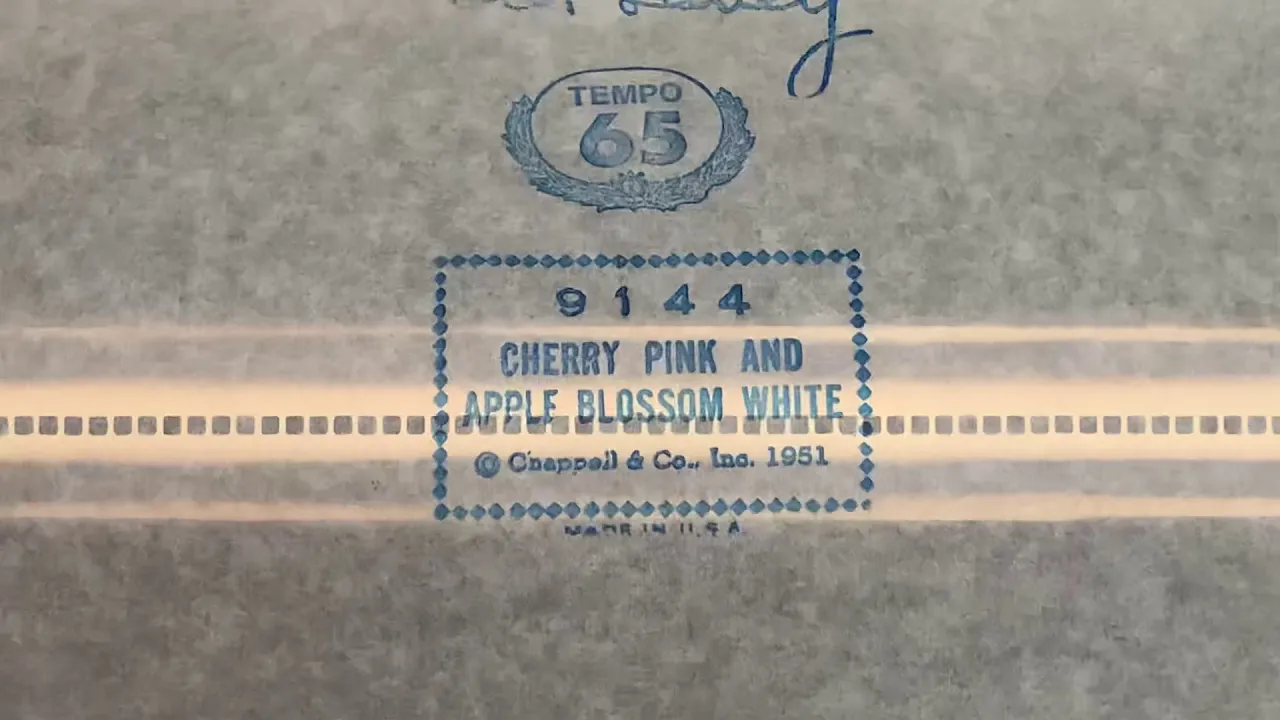 TEMPO
65
9144
CHERRY PINK AND
APPLE BLOSSOM WHITE
© Chappell & Co., Inc. 1951
MADE IN U.S.A.